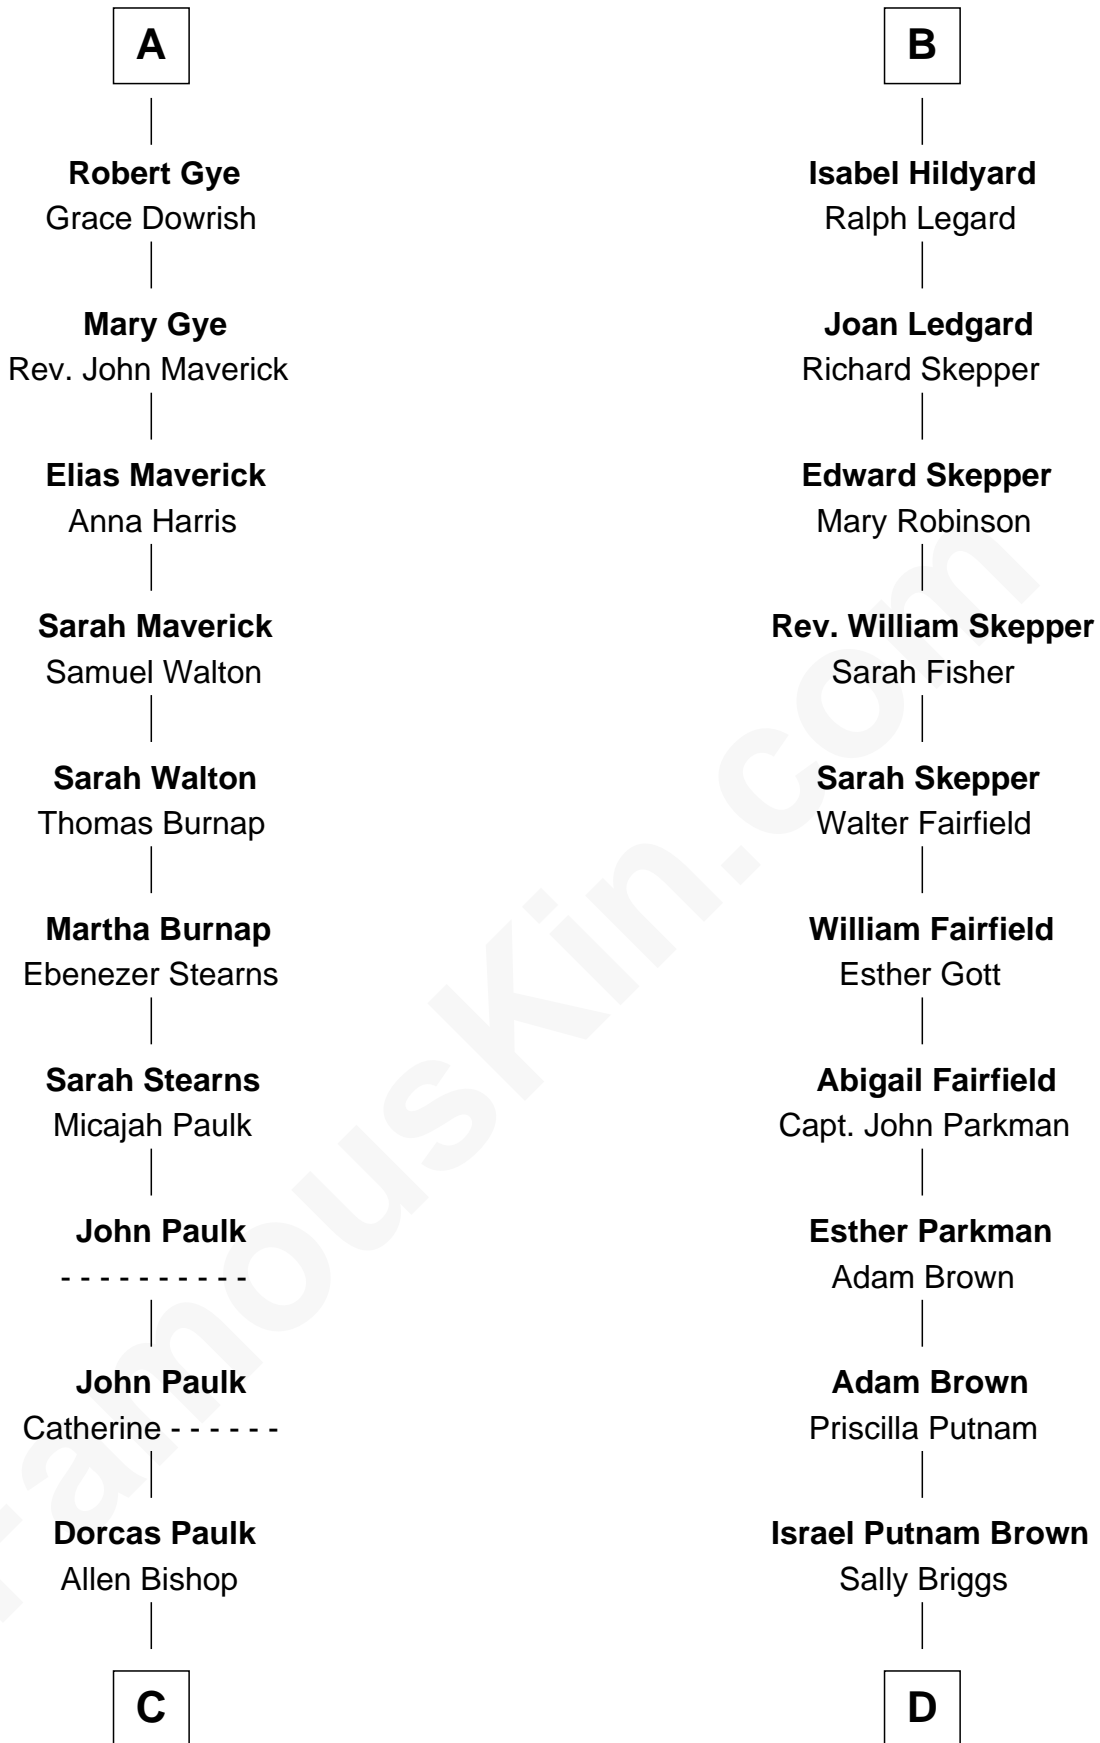 A
Robert Gye
Grace Dowrish
Mary Gye
Rev. John Maverick
Elias Maverick
Anna Harris
Sarah Maverick
Samuel Walton
Sarah Walton
Thomas Burnap
Martha Burnap
Ebenezer Stearns
Sarah Stearns
Micajah Paulk
John Paulk
- - - - - - - - - -
John Paulk
Catherine - - - - - -
Dorcas Paulk
Allen Bishop
C
B
Isabel Hildyard
Ralph Legard
Joan Ledgard
Richard Skepper
Edward Skepper
Mary Robinson
Rev. William Skepper
Sarah Fisher
Sarah Skepper
Walter Fairfield
William Fairfield
Esther Gott
Abigail Fairfield
Capt. John Parkman
Esther Parkman
Adam Brown
Adam Brown
Priscilla Putnam
Israel Putnam Brown
Sally Briggs
D
FamousKin.com